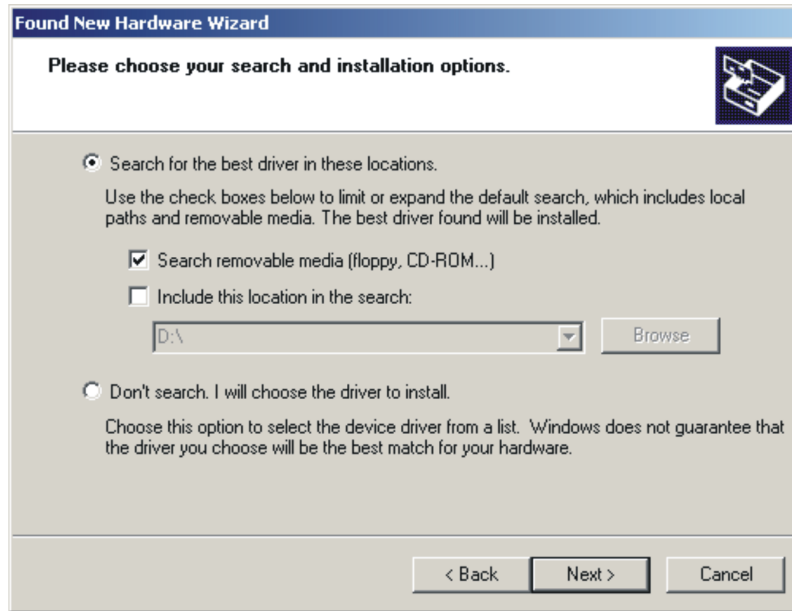 Found New Hardware Wizard
Please choose your search and installation options.
Search for the best driver in these locations.
Use the check boxes below to limit or expand the default search, which includes local
paths and removable media. The best driver found will be installed.
Search removable media (floppy, CD-ROM...)
Include this location in the search:
D:\
Browse
Don't search. I will choose the driver to install.
Choose this option to select the device driver from a list. Windows does not guarantee that
the driver you choose will be the best match for your hardware.
< Back Next > Cancel